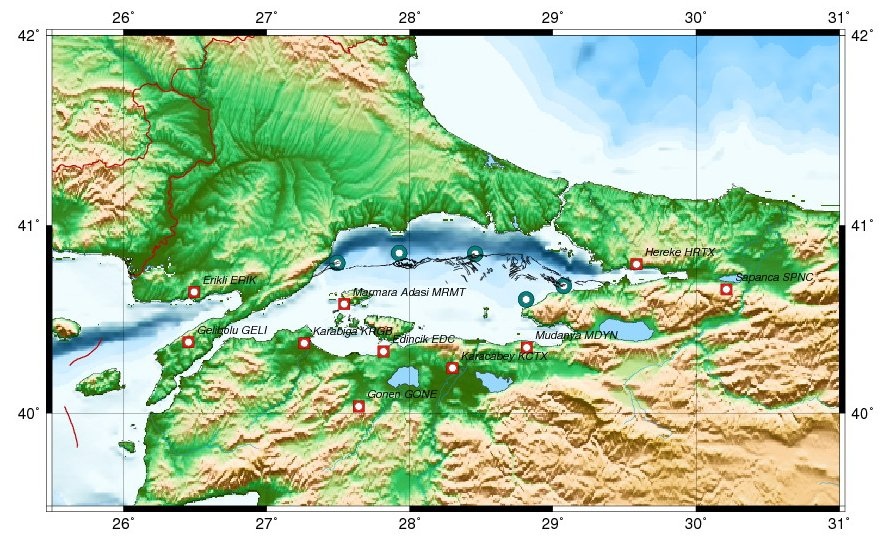 26° 27° 28° 29° 30° 31°
42° 42°
41° 41°
Hereke HRTX
Erikli ERIK
Sapanca SPNC
Marmara Adasi MRMT
Gelibolu GELI
Karabiga KRGB
Edincik EDC
Mudanya MDYN
Karacabey KCTX
Gonen GONE
40° 40°
26° 27° 28° 29° 30° 31°